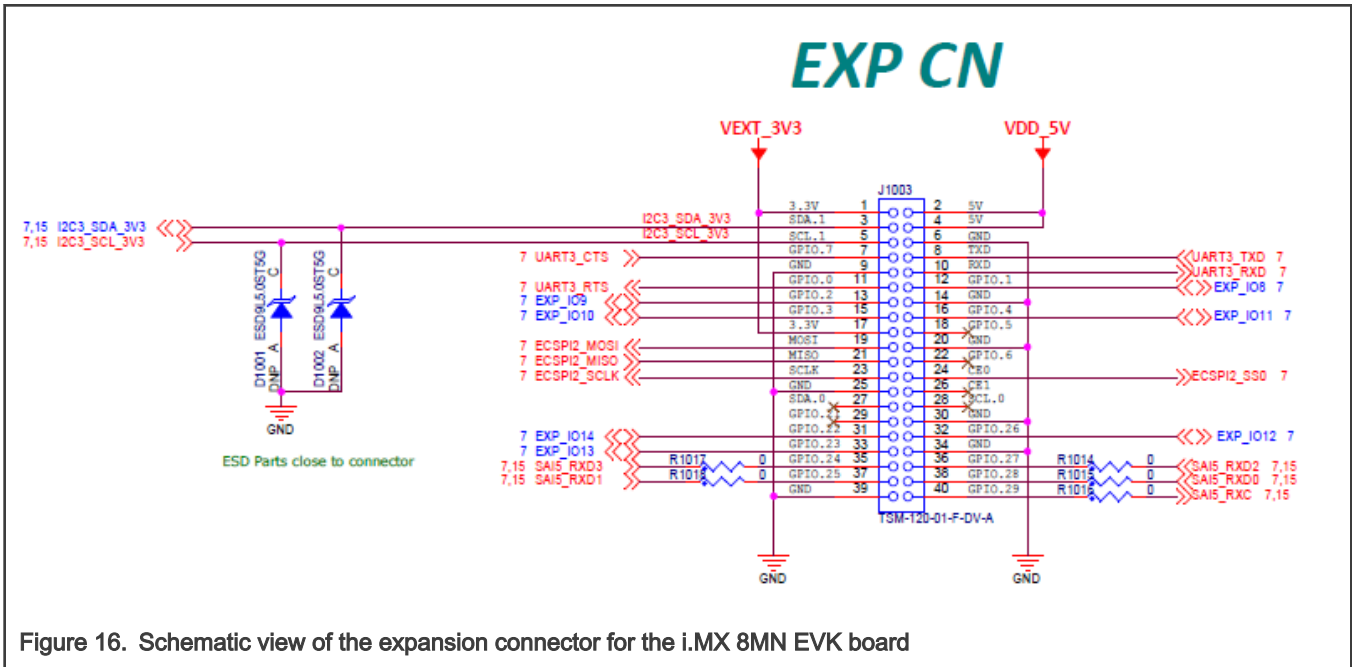 EXP CN
VEXT_3V3
VDD_5V
J1003
3.3V 1 2 5V
7,15 I2C3_SDA_3V3 I2C3_SDA_3V3 SDA.1 3 4 5V
7,15 I2C3_SCL_3V3 I2C3_SCL_3V3 SCL.1 5 6 GND
7 UART3_CTS GPIO.7 7 8 TXD UART3_TXD 7
GND 9 10 RXD UART3_RXD 7
7 UART3_RTS GPIO.0 11 12 GPIO.1 EXP_IO8 7
7 EXP_IO9 GPIO.2 13 14 GND
7 EXP_IO10 GPIO.3 15 16 GPIO.4 EXP_IO11 7
3.3V 17 18 GPIO.5
7 ECSPI2_MOSI MOSI 19 20 GND
7 ECSPI2_MISO MISO 21 22 GPIO.6
7 ECSPI2_SCLK SCLK 23 24 CE0 ECSPI2_SS0 7
GND 25 26 CE1
SDA.0 27 28 SCL.0
GPIO.21 29 30 GND
7 EXP_IO14 GPIO.22 31 32 GPIO.26 EXP_IO12 7
7 EXP_IO13 GPIO.23 33 34 GND
7,15 SAI5_RXD3 R1017 0 GPIO.24 35 36 GPIO.27 R1014 0 SAI5_RXD2 7,15
7,15 SAI5_RXD1 R1018 0 GPIO.25 37 38 GPIO.28 R1015 0 SAI5_RXD0 7,15
GND 39 40 GPIO.29 R1016 0 SAI5_RXC 7,15
TSM-120-01-F-DV-A
D1001 ESD9L5.0ST5G
DNP A C
D1002 ESD9L5.0ST5G
DNP A C
GND
ESD Parts close to connector
GND
GND
Figure 16. Schematic view of the expansion connector for the i.MX 8MN EVK board